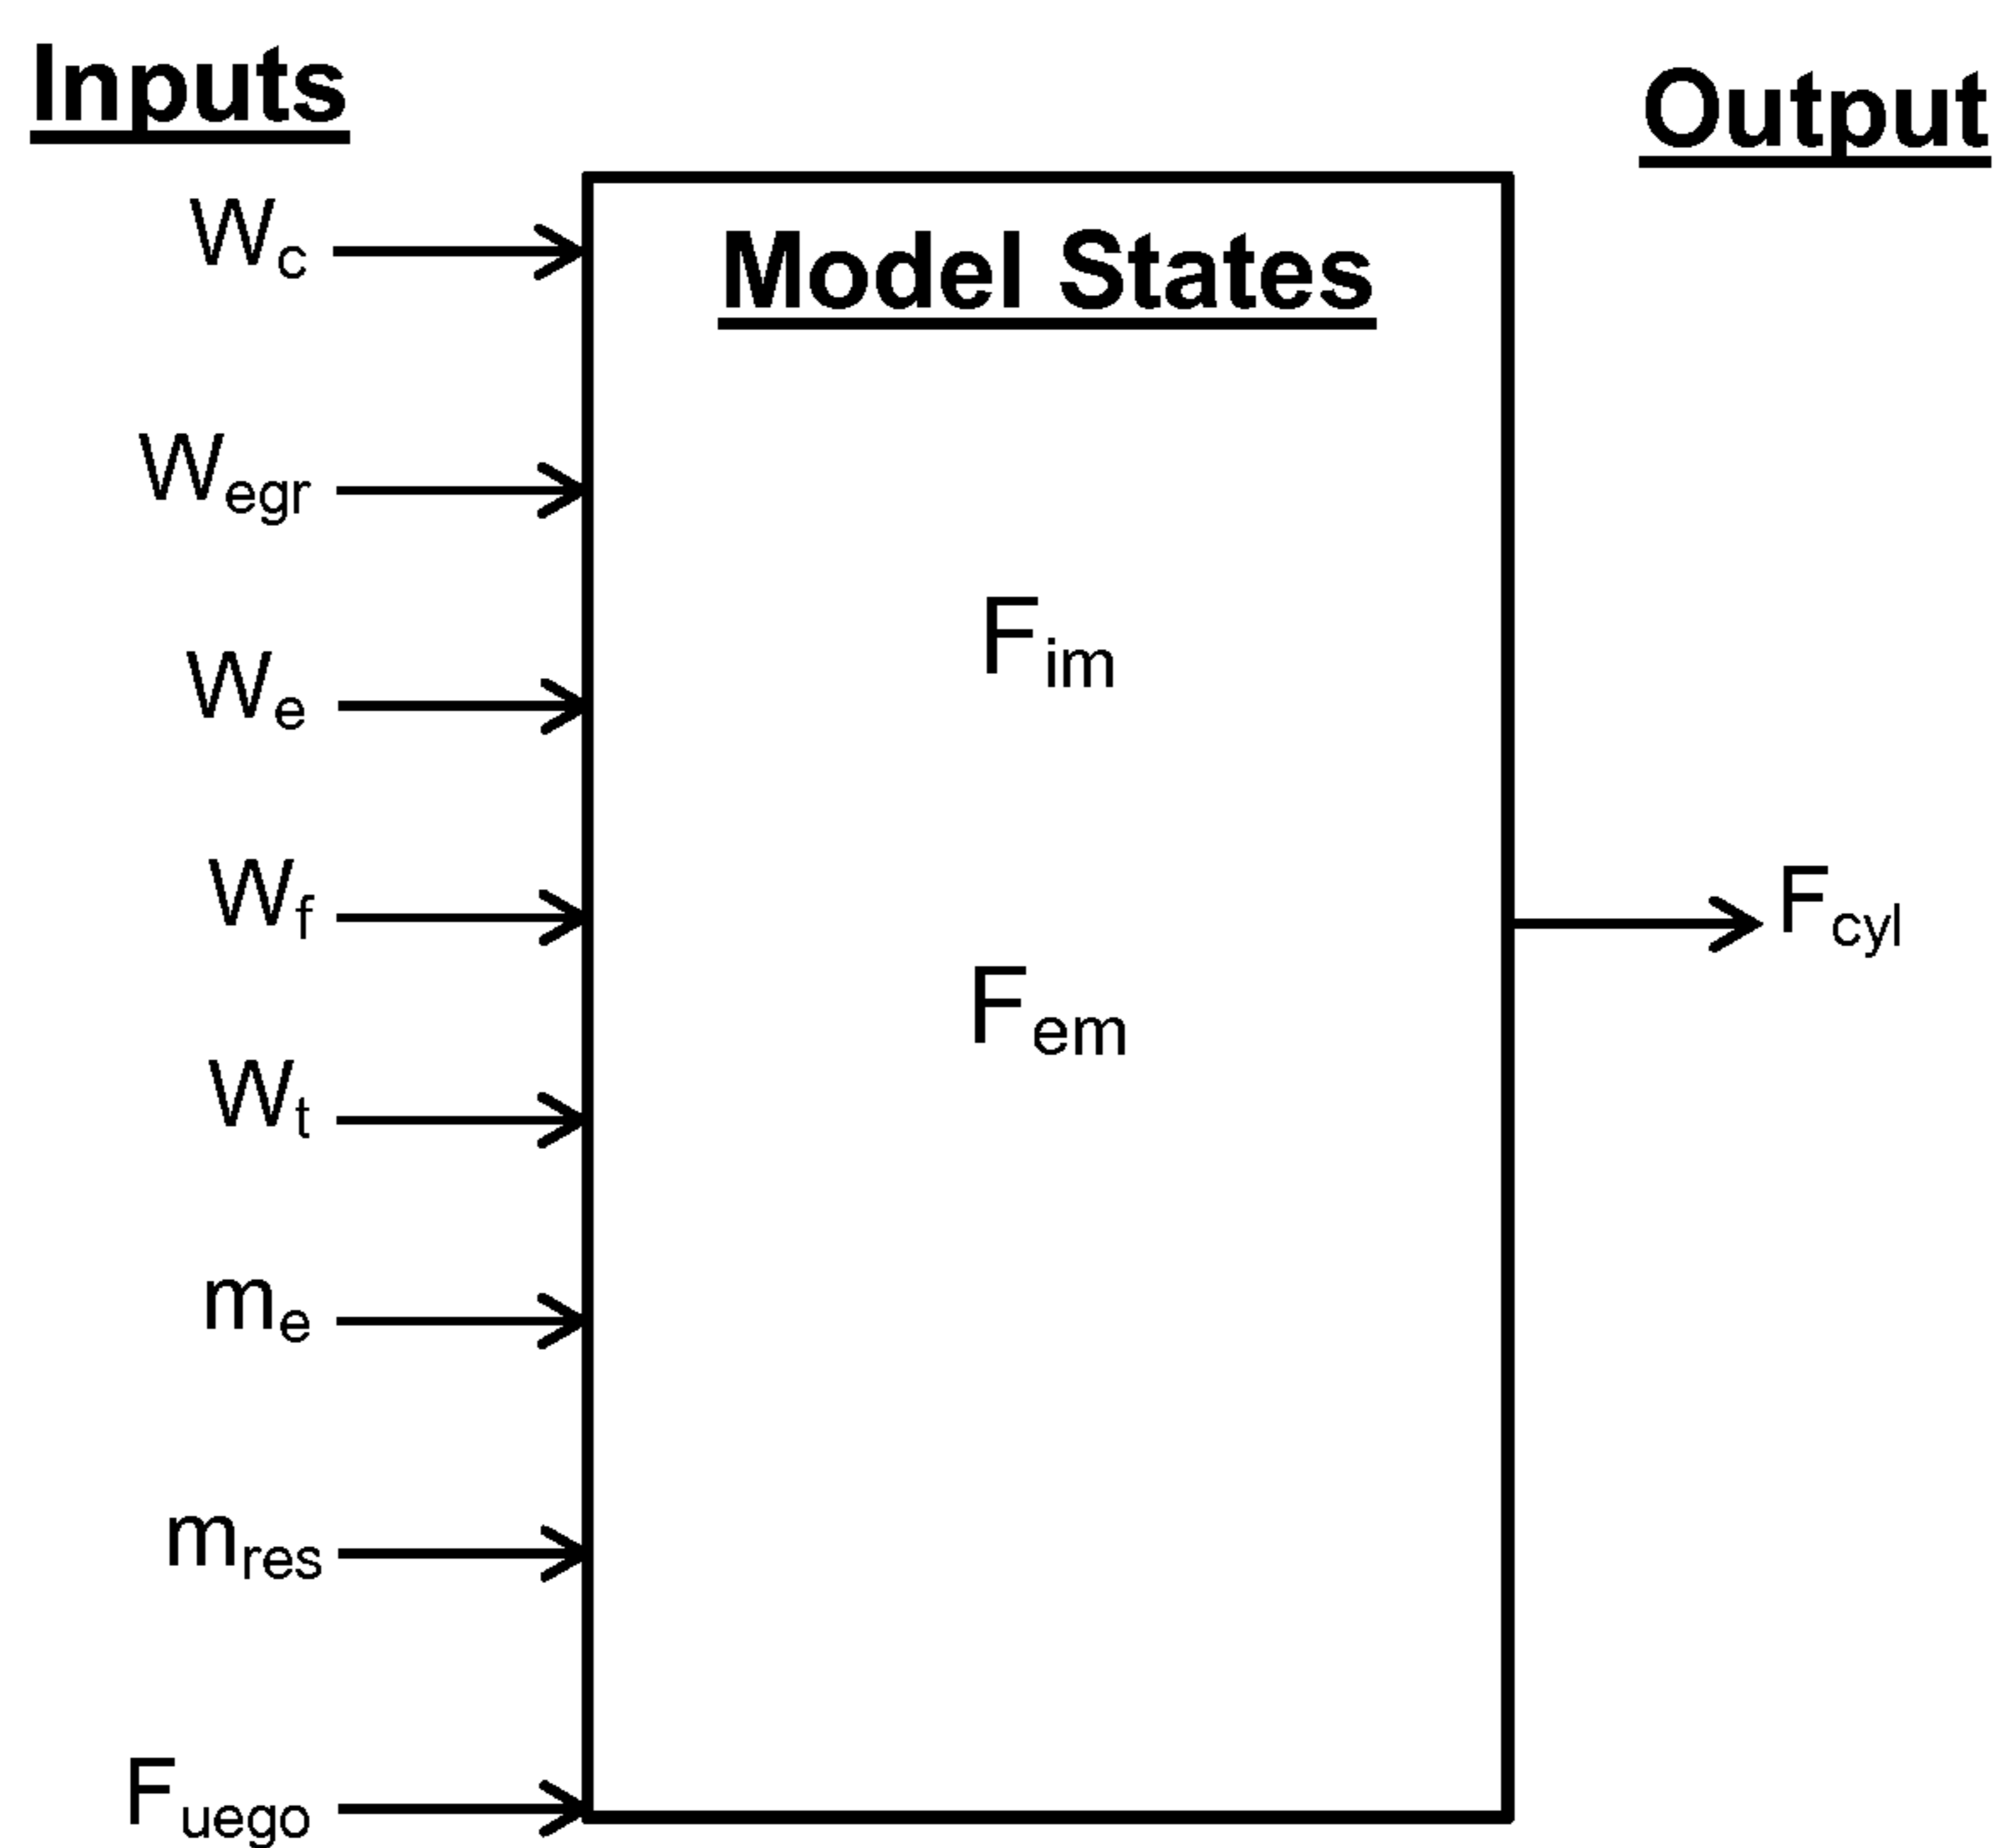 Inputs
Output
Model States
W_c
W_egr
W_e
W_f
W_t
m_e
m_res
F_uego
F_im
F_em
F_cyl